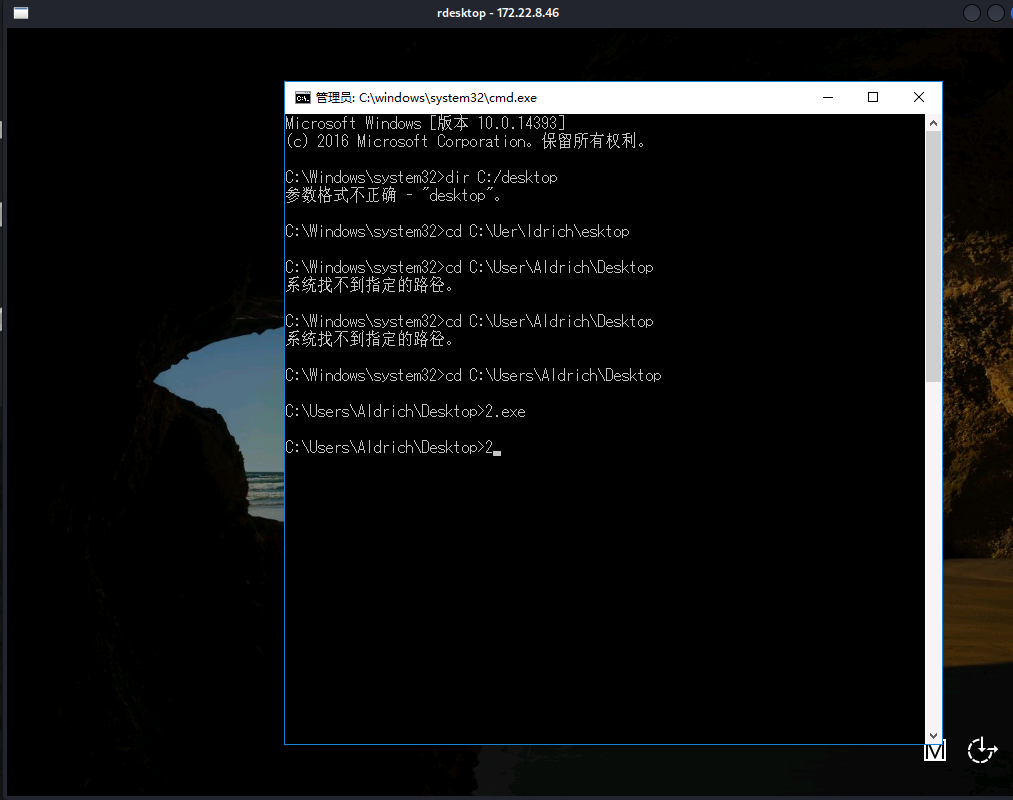 rdesktop - 172.22.8.46
管理员: C:\windows\system32\cmd.exe
Microsoft Windows [版本 10.0.14393]
(c) 2016 Microsoft Corporation。保留所有权利。
C:\Windows\system32>dir C:/desktop
参数格式不正确 - "desktop"。
C:\Windows\system32>cd C:\Uer\ldrich\esktop
C:\Windows\system32>cd C:\User\Aldrich\Desktop
系统找不到指定的路径。
C:\Windows\system32>cd C:\User\Aldrich\Desktop
系统找不到指定的路径。
C:\Windows\system32>cd C:\Users\Aldrich\Desktop
C:\Users\Aldrich\Desktop>2.exe
C:\Users\Aldrich\Desktop>2